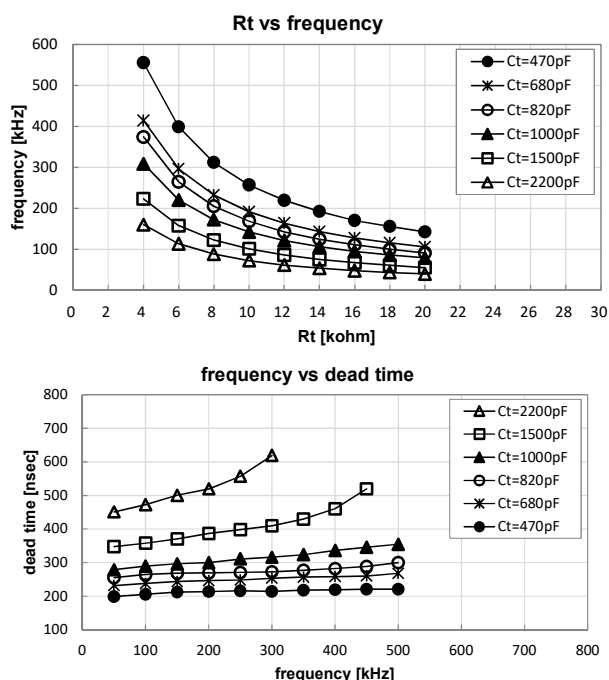 Rt vs frequency
frequency [kHz]
600
500
400
300
200
100
0
Ct=470pF
Ct=680pF
Ct=820pF
Ct=1000pF
Ct=1500pF
Ct=2200pF
0 2 4 6 8 10 12 14 16 18 20 22 24 26 28 30
Rt [kohm]
frequency vs dead time
dead time [nsec]
800
700
600
500
400
300
200
100
Ct=2200pF
Ct=1500pF
Ct=1000pF
Ct=820pF
Ct=680pF
Ct=470pF
0 100 200 300 400 500 600 700 800
frequency [kHz]